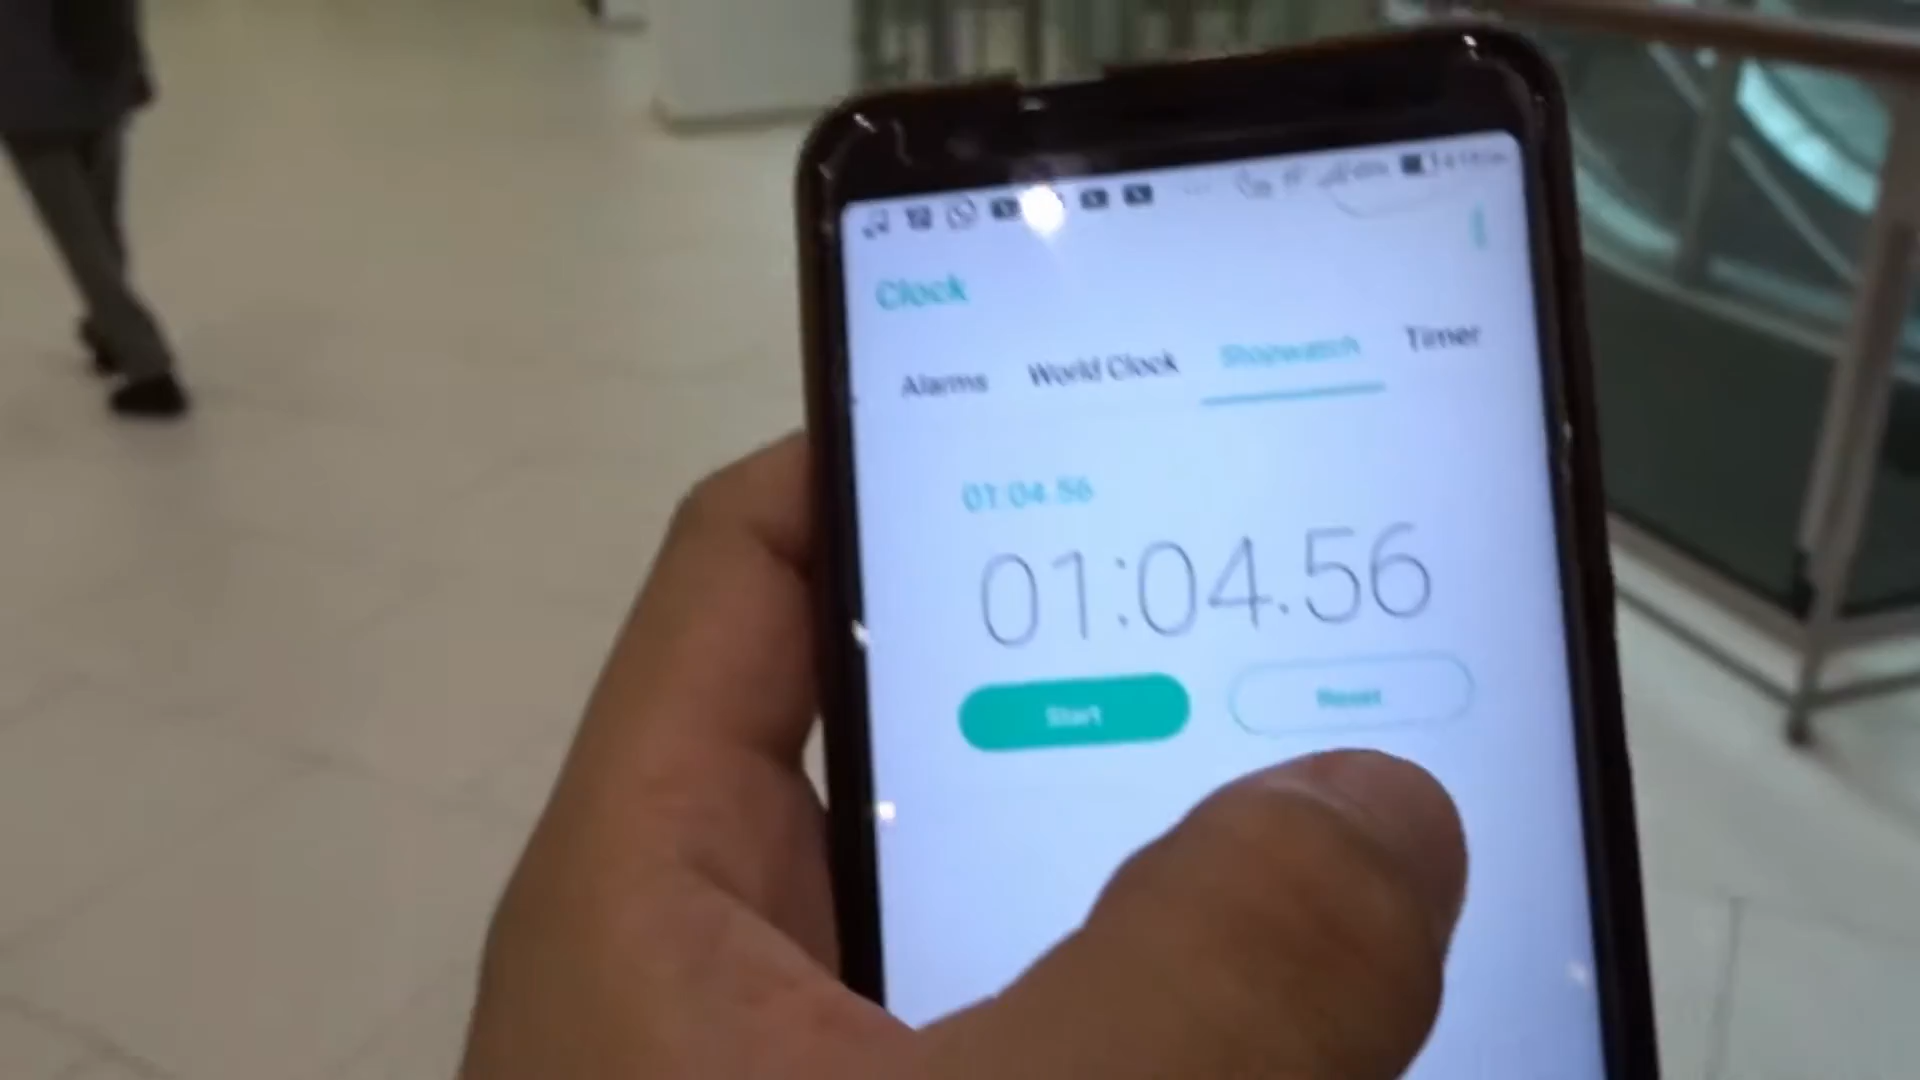 Clock
Alarms World Clock Stopwatch Timer
01:04.56
01:04.56
Start Reset